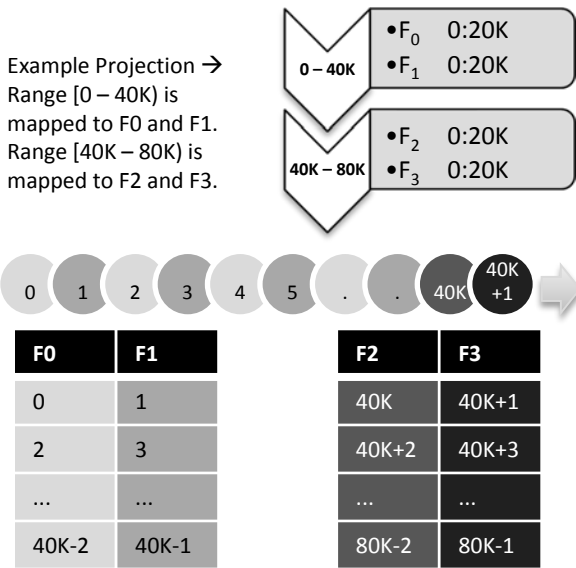 Example Projection →
Range [0 – 40K) is
mapped to F0 and F1.
Range [40K – 80K) is
mapped to F2 and F3.
0 – 40K
•F0 0:20K
•F1 0:20K
40K – 80K
•F2 0:20K
•F3 0:20K
0 1 2 3 4 5 . . 40K 40K
+1
F0 F1
0 1
2 3
... ...
40K-2 40K-1
F2 F3
40K 40K+1
40K+2 40K+3
... ...
80K-2 80K-1